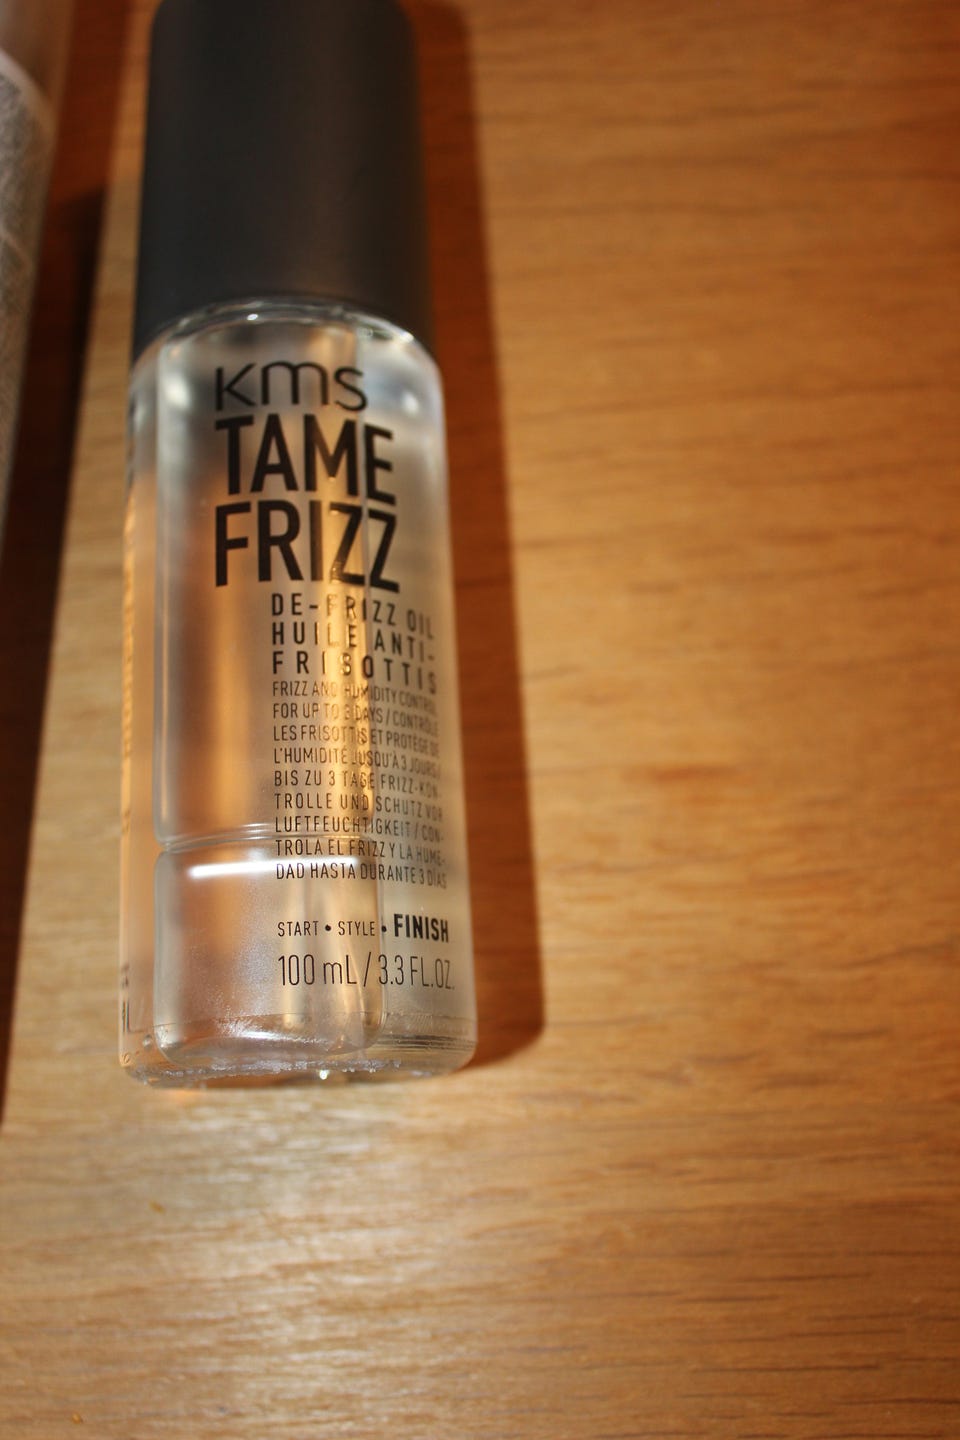 KMS
TAME
FRIZZ
DE-FRIZZ OIL
HUILE ANTI-
FRISOTTIS
FRIZZ AND HUMIDITY CONTROL
FOR UP TO 3 DAYS / CONTRÔLE
LES FRISOTTIS ET PROTÈGE DE
L'HUMIDITÉ JUSQU'À 3 JOURS /
BIS ZU 3 TAGE FRIZZ-KON-
TROLLE UND SCHUTZ VOR
LUFTFEUCHTIGKEIT / CON-
TROLA EL FRIZZ Y LA HUME-
DAD HASTA DURANTE 3 DÍAS
START • STYLE • FINISH
100 mL / 3.3 FL.OZ.